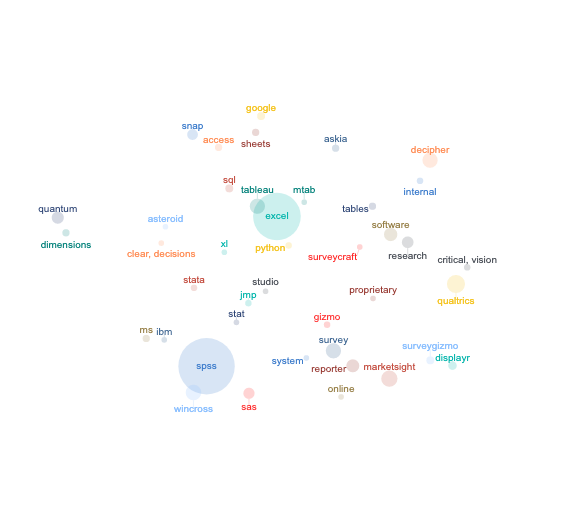 google
snap
access
sheets
askia
decipher
sql
tableau
mtab
internal
quantum
asteroid
excel
tables
software
dimensions
clear, decisions
xl
python
surveycraft
research
critical, vision
stata
studio
jmp
proprietary
qualtrics
stat
gizmo
ms
ibm
survey
surveygizmo
displayr
spss
system
reporter
marketsight
online
wincross
sas